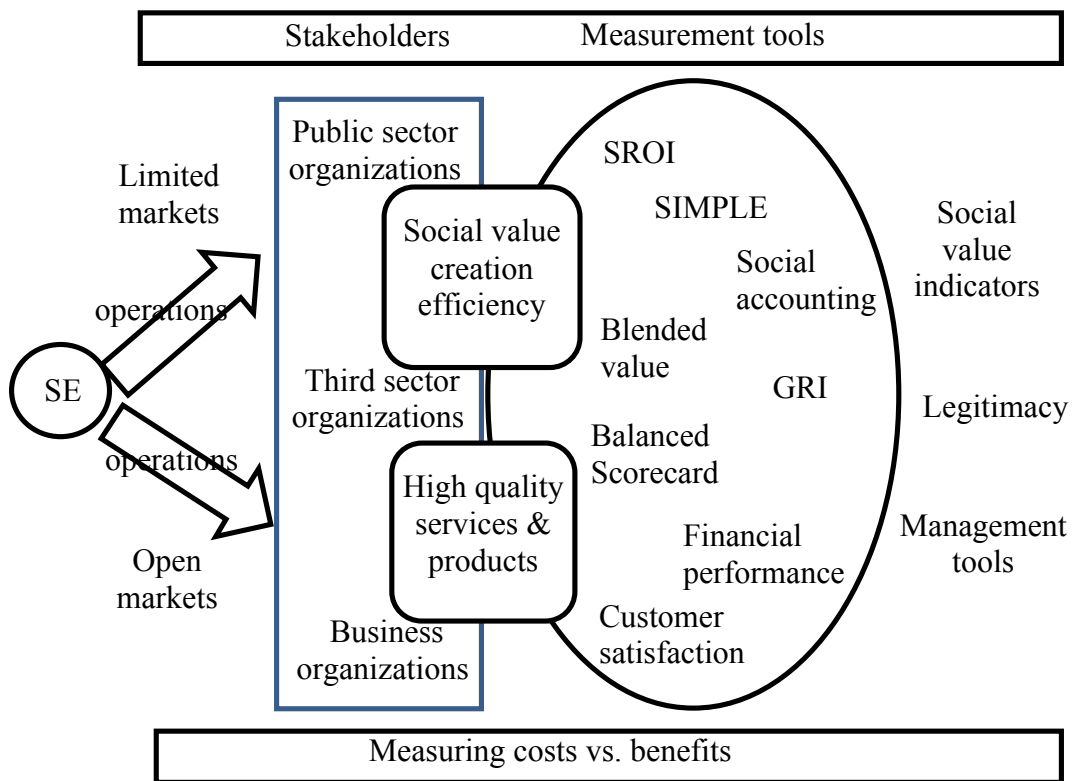 Stakeholders Measurement tools
Public sector
organizations
Limited
markets
operations
SE
operations
Open
markets
Social value
creation
efficiency
Third sector
organizations
High quality
services &
products
Business
organizations
SROI
SIMPLE
Social
accounting
Blended
value
GRI
Balanced
Scorecard
Financial
performance
Customer
satisfaction
Social
value
indicators
Legitimacy
Management
tools
Measuring costs vs. benefits